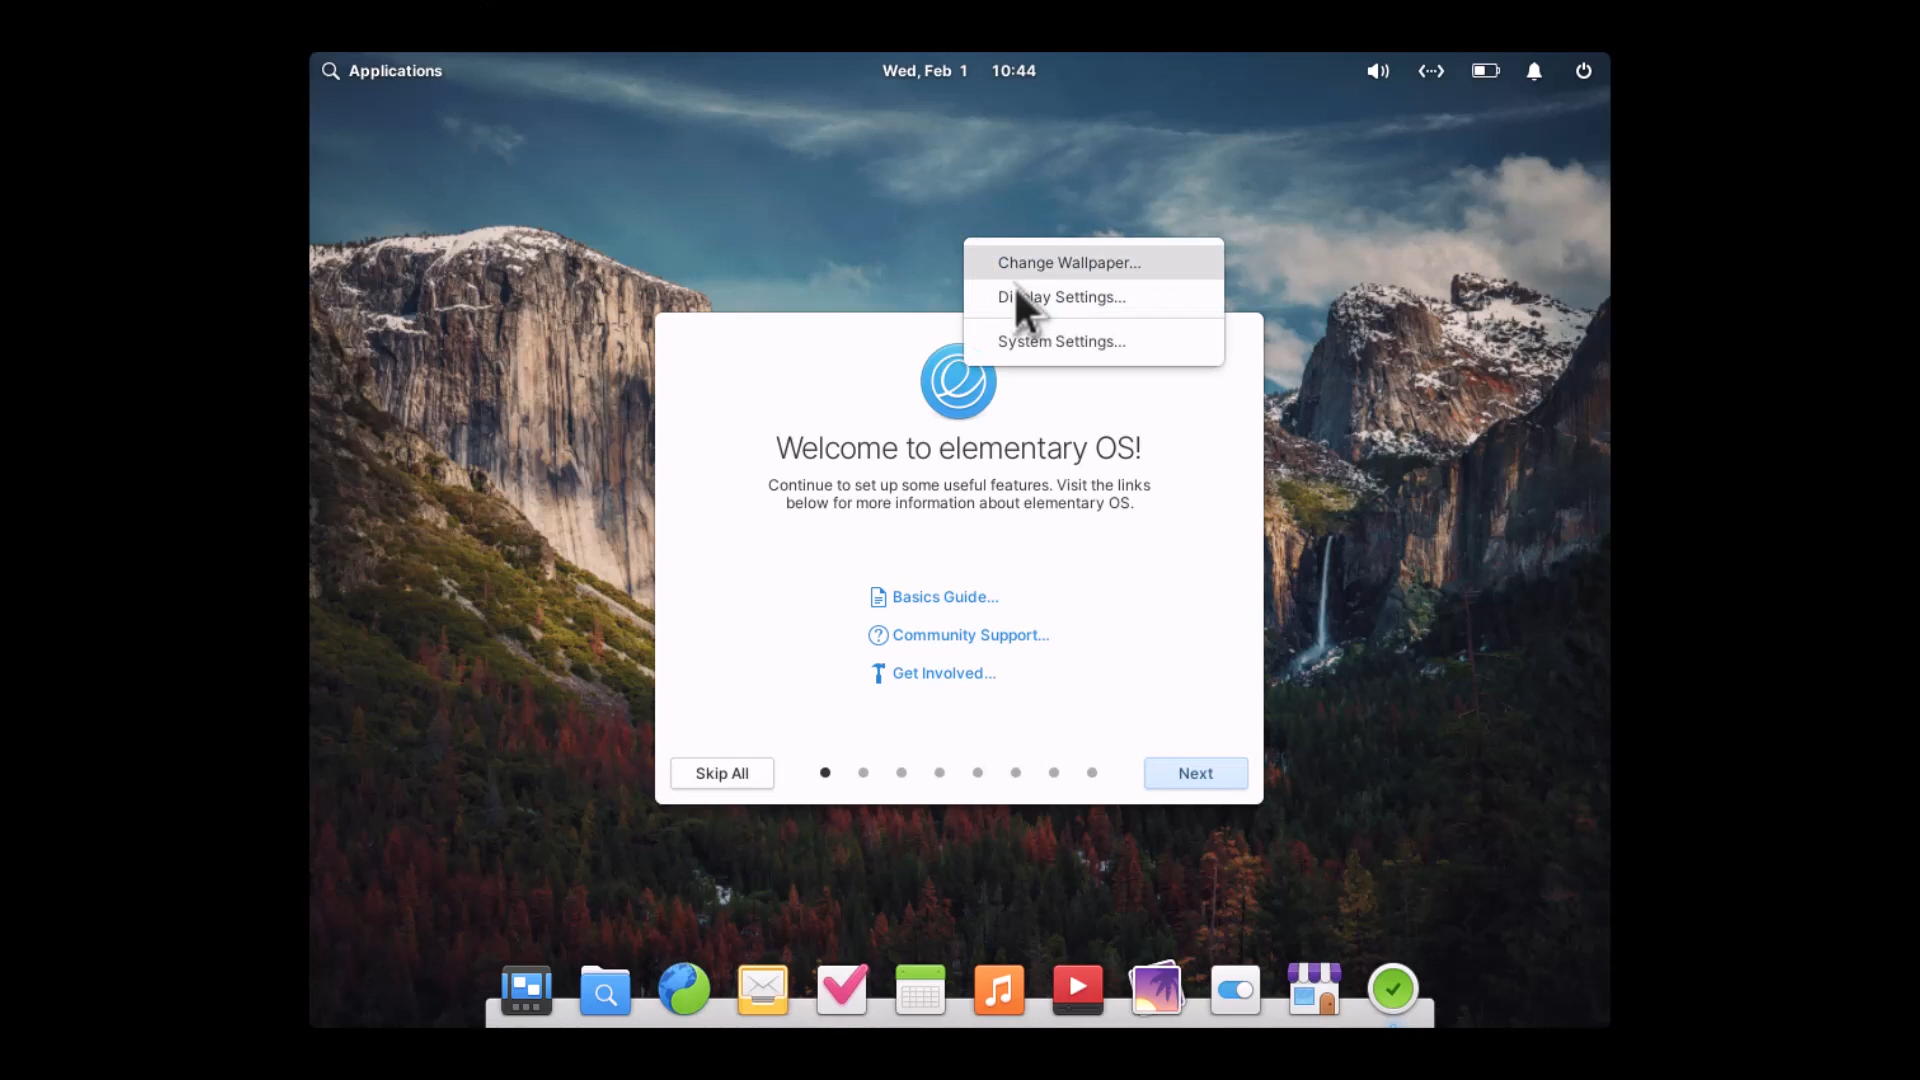 Applications
Wed, Feb 1 10:44
Change Wallpaper...
Display Settings...
System Settings...
Welcome to elementary OS!
Continue to set up some useful features. Visit the links
below for more information about elementary OS.
Basics Guide...
Community Support...
Get Involved...
Skip All
Next